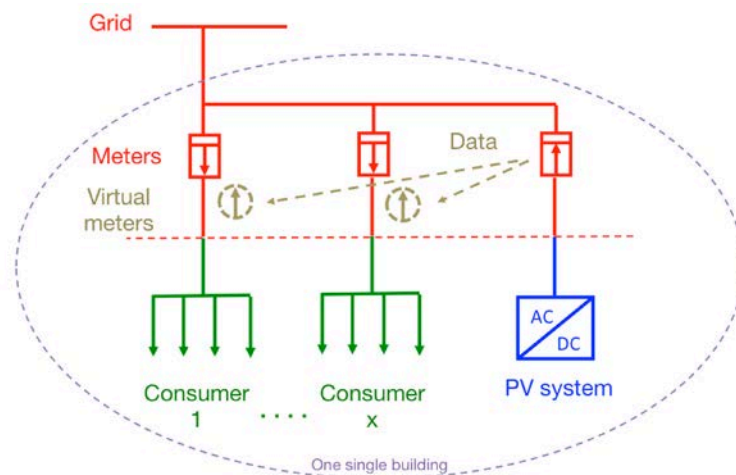 Grid
Meters
Data
Virtual
meters
AC
DC
Consumer
1
. . . .
Consumer
x
PV system
One single building